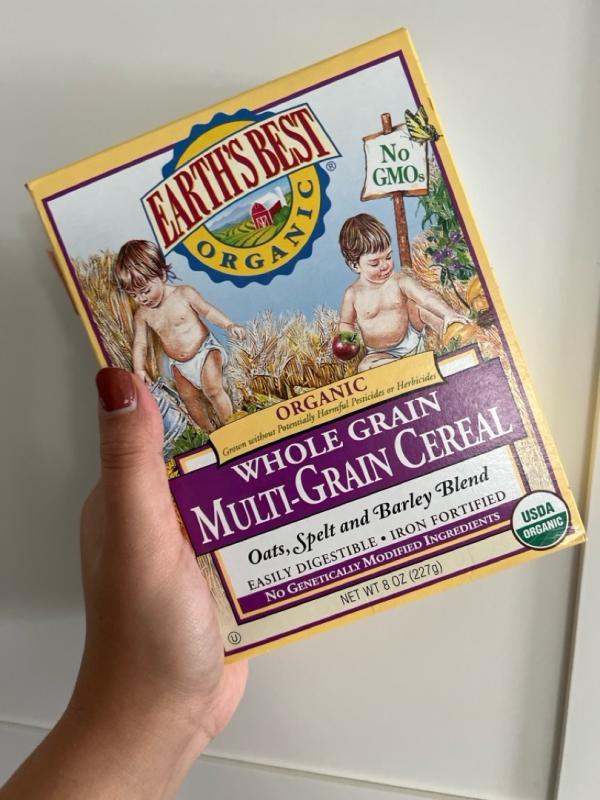 EARTH'S BEST
®
ORGANIC
No
GMOs
ORGANIC
Grown without Potentially Harmful Pesticides or Herbicides
WHOLE GRAIN
MULTI-GRAIN CEREAL
Oats, Spelt and Barley Blend
EASILY DIGESTIBLE • IRON FORTIFIED
NO GENETICALLY MODIFIED INGREDIENTS
USDA
ORGANIC
NET WT 8 OZ (227g)
U